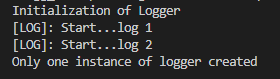 Initialization of Logger
[LOG]: Start...log 1
[LOG]: Start...log 2
Only one instance of logger created